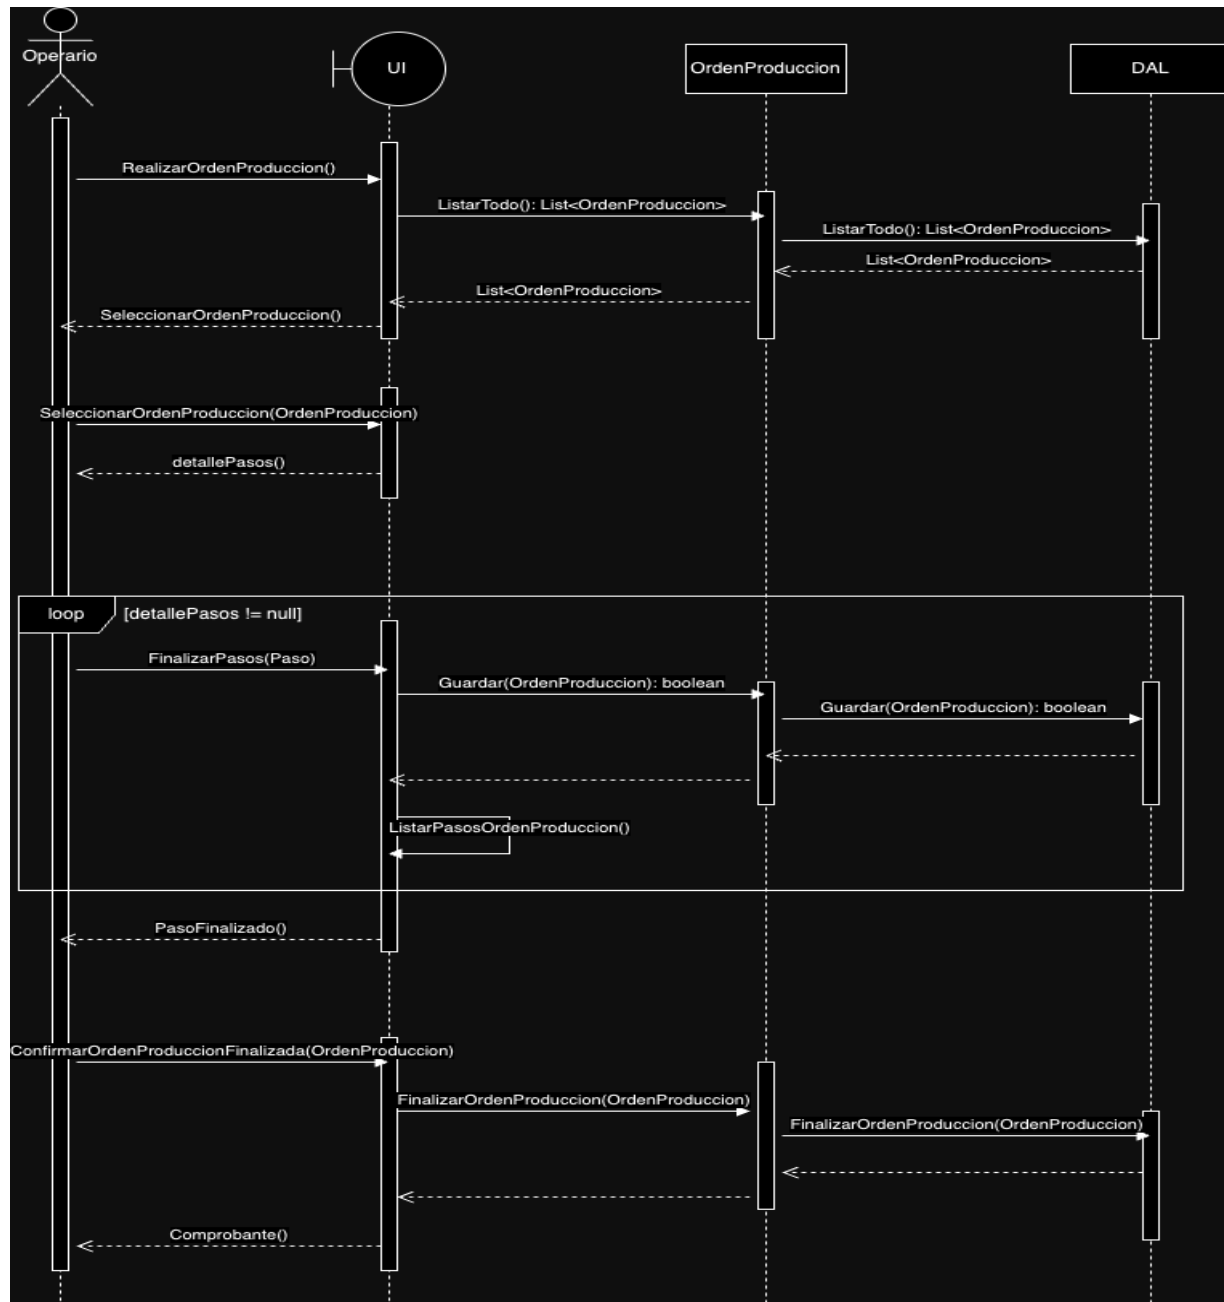 Operario
UI
OrdenProduccion
DAL
RealizarOrdenProduccion()
ListarTodo(): List<OrdenProduccion>
ListarTodo(): List<OrdenProduccion>
List<OrdenProduccion>
List<OrdenProduccion>
SeleccionarOrdenProduccion()
SeleccionarOrdenProduccion(OrdenProduccion)
detallePasos()
loop
[detallePasos != null]
FinalizarPasos(Paso)
Guardar(OrdenProduccion): boolean
Guardar(OrdenProduccion): boolean
ListarPasosOrdenProduccion()
PasoFinalizado()
ConfirmarOrdenProduccionFinalizada(OrdenProduccion)
FinalizarOrdenProduccion(OrdenProduccion)
FinalizarOrdenProduccion(OrdenProduccion)
Comprobante()